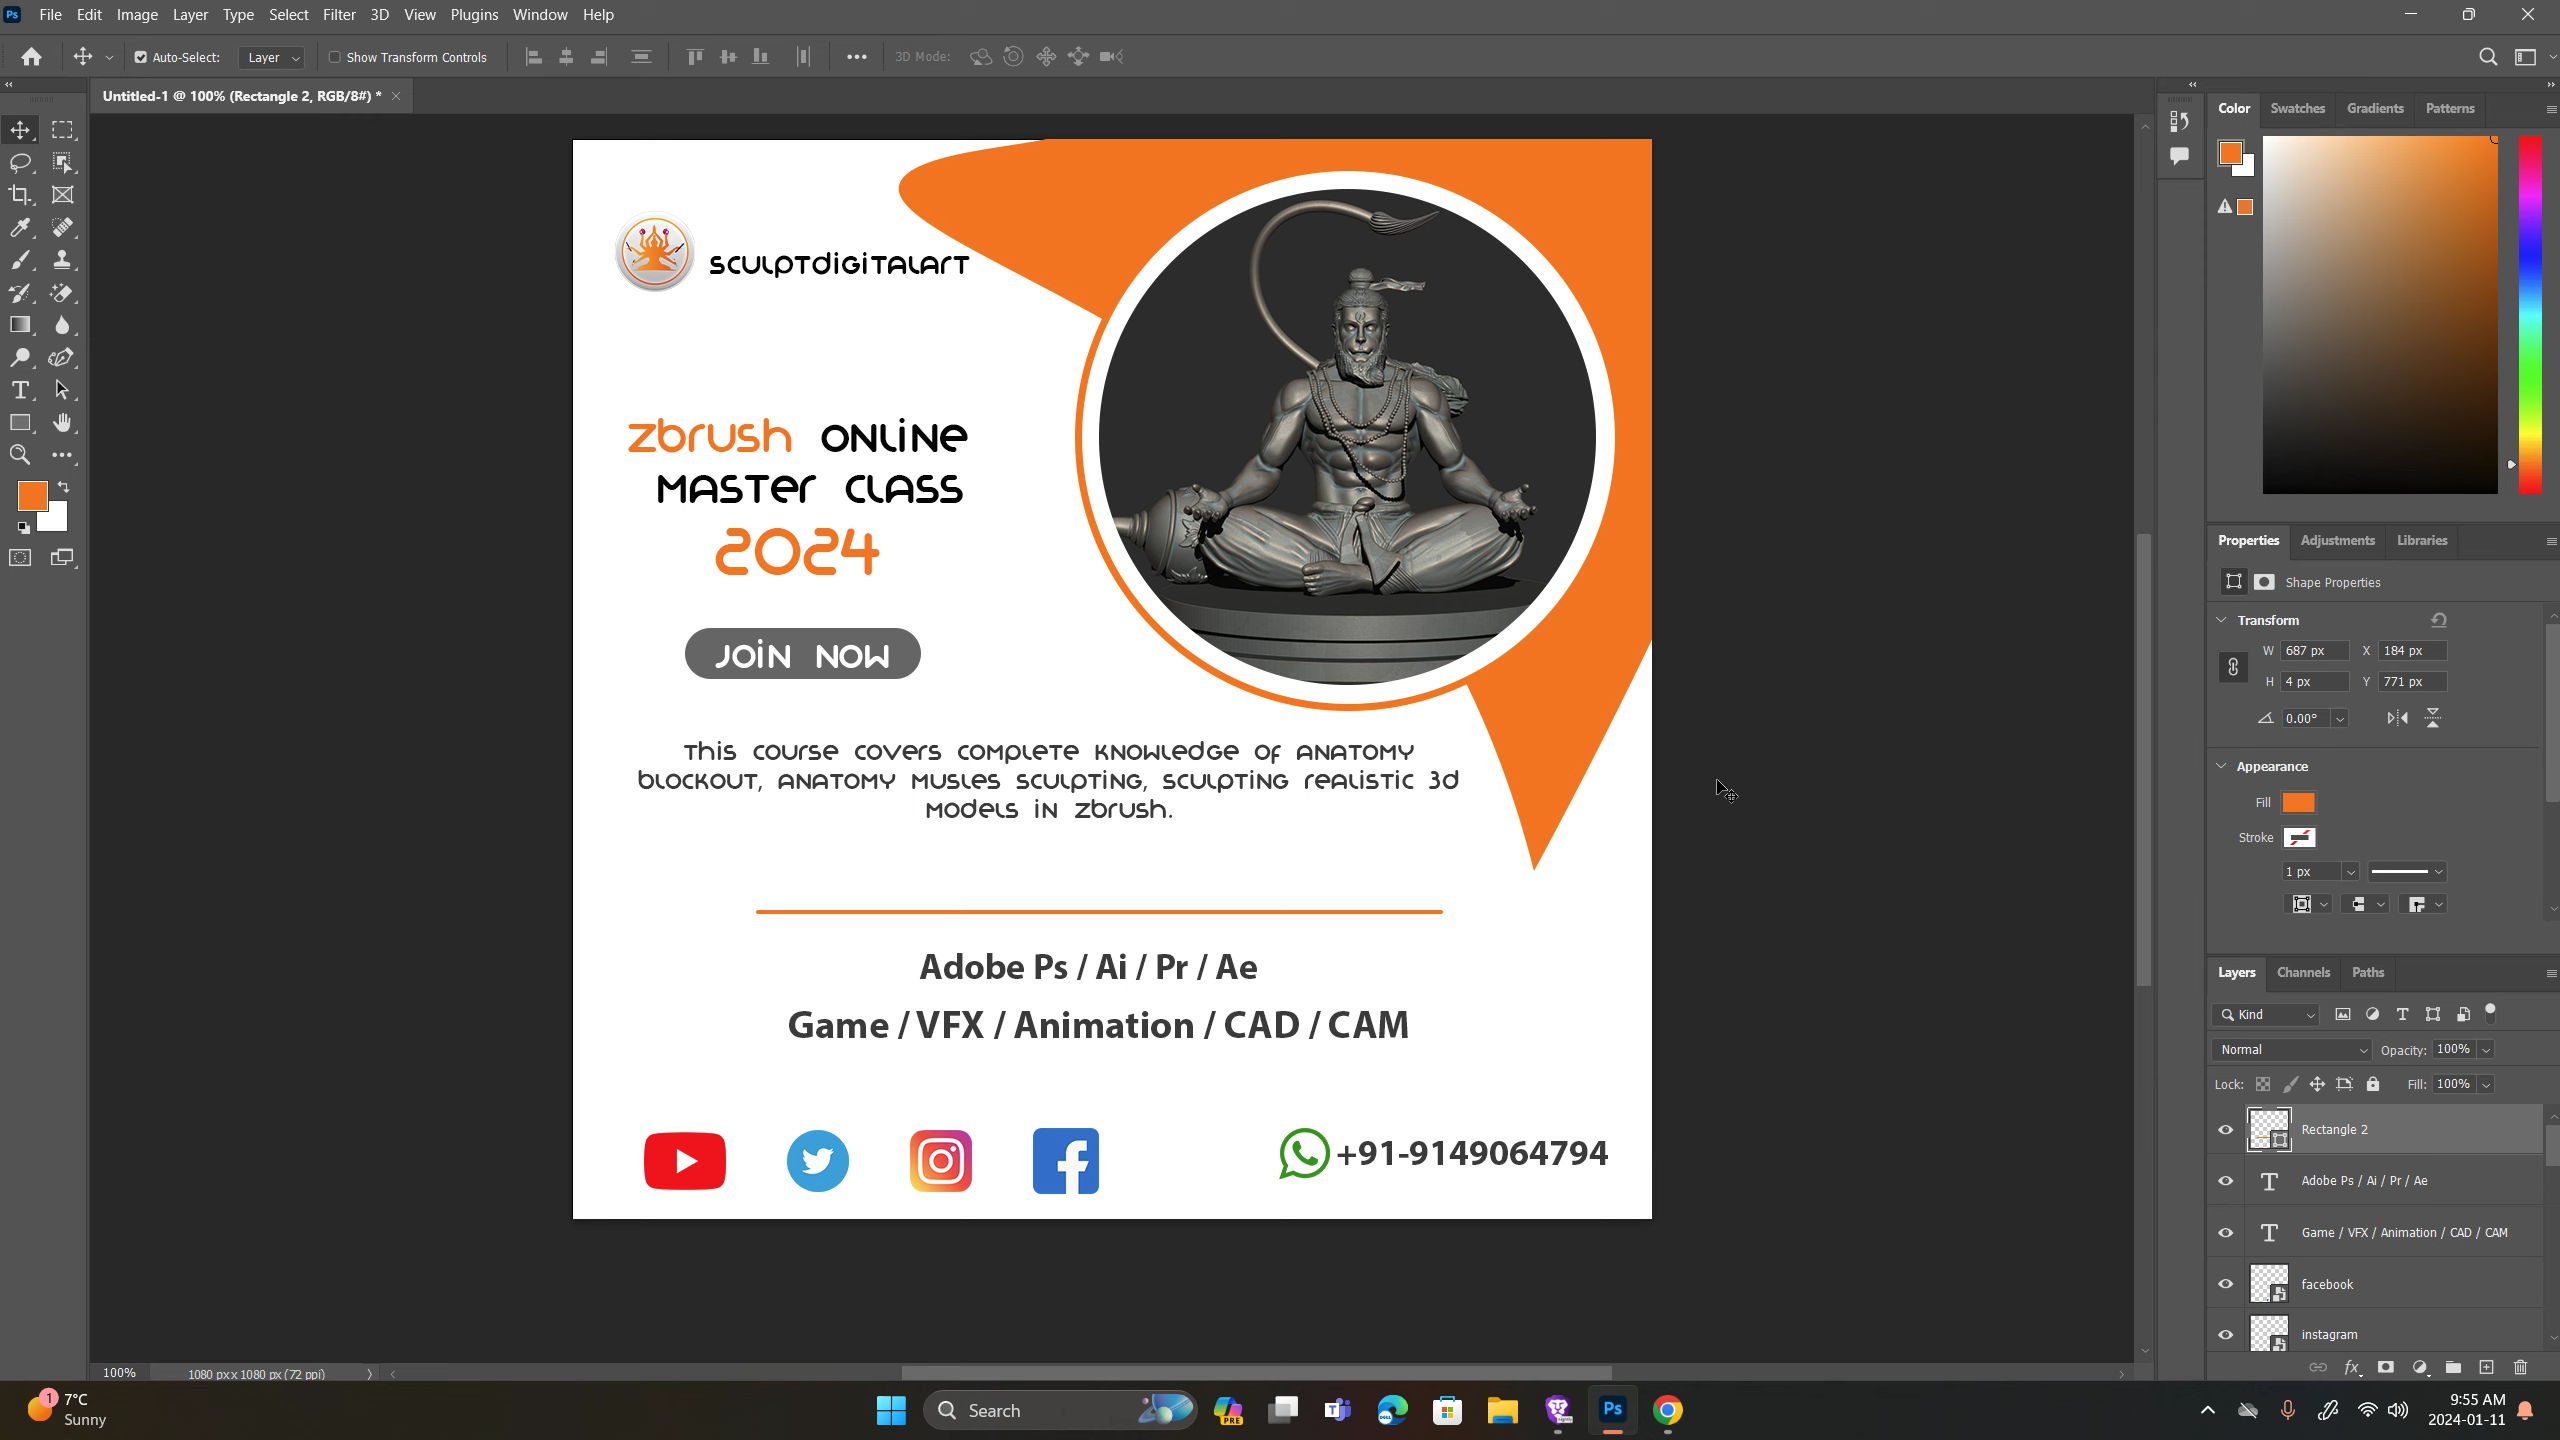 File Edit Image Layer Type Select Filter 3D View Plugins Window Help
Auto-Select: Layer Show Transform Controls 3D Mode:
Untitled-1 @ 100% (Rectangle 2, RGB/8#) *
SCULPTDIGITALART
Zbrush ONLINE
MASTER CLASS
2024
JOIN NOW
This course covers complete knowledge of anatomy
blockout, anatomy musles sculpting, sculpting realistic 3d
models in zbrush.
Adobe Ps / Ai / Pr / Ae
Game / VFX / Animation / CAD / CAM
+91-9149064794
Color Swatches Gradients Patterns
Properties Adjustments Libraries
Shape Properties
Transform
W 687 px X 184 px
H 4 px Y 771 px
0.00°
Appearance
Fill
Stroke
1 px
Layers Channels Paths
Kind
Normal Opacity: 100%
Lock: Fill: 100%
Rectangle 2
Adobe Ps / Ai / Pr / Ae
Game / VFX / Animation / CAD / CAM
facebook
instagram
100% 1080 px x 1080 px (72 ppi)
1 7°C
Sunny
Search
PRE
Ps
9:55 AM
2024-01-11